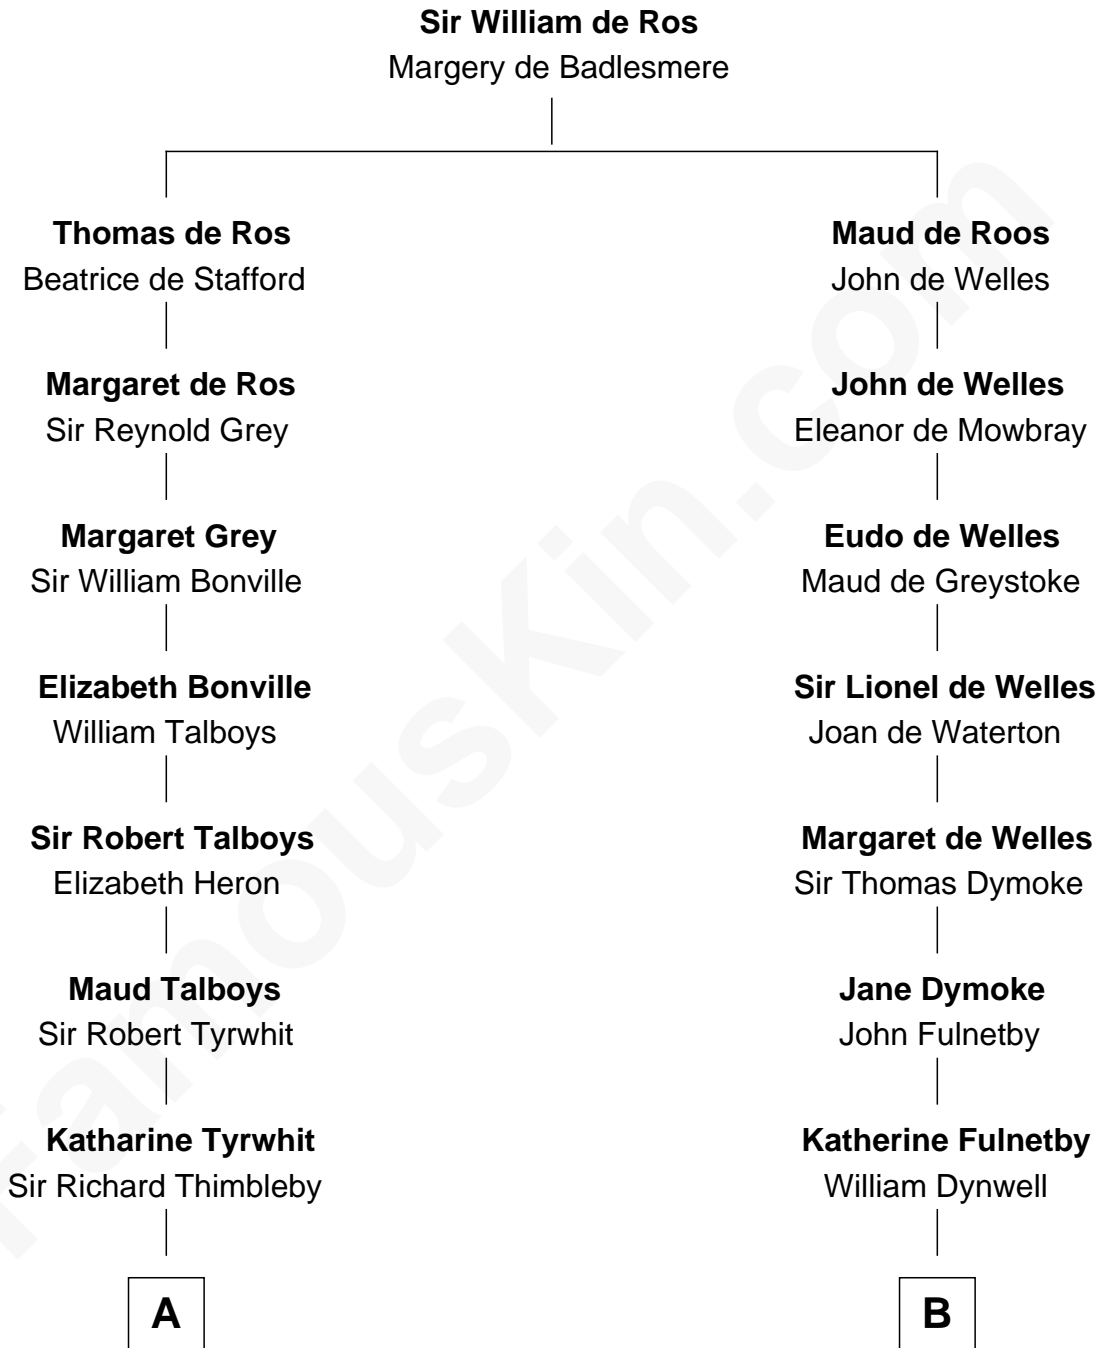 Sir William de Ros
Margery de Badlesmere
Thomas de Ros
Beatrice de Stafford
Maud de Roos
John de Welles
Margaret de Ros
Sir Reynold Grey
John de Welles
Eleanor de Mowbray
Margaret Grey
Sir William Bonville
Eudo de Welles
Maud de Greystoke
Elizabeth Bonville
William Talboys
Sir Lionel de Welles
Joan de Waterton
Sir Robert Talboys
Elizabeth Heron
Margaret de Welles
Sir Thomas Dymoke
Maud Talboys
Sir Robert Tyrwhit
Jane Dymoke
John Fulnetby
Katharine Tyrwhit
Sir Richard Thimbleby
Katherine Fulnetby
William Dynwell
A
B
FamousKin.com